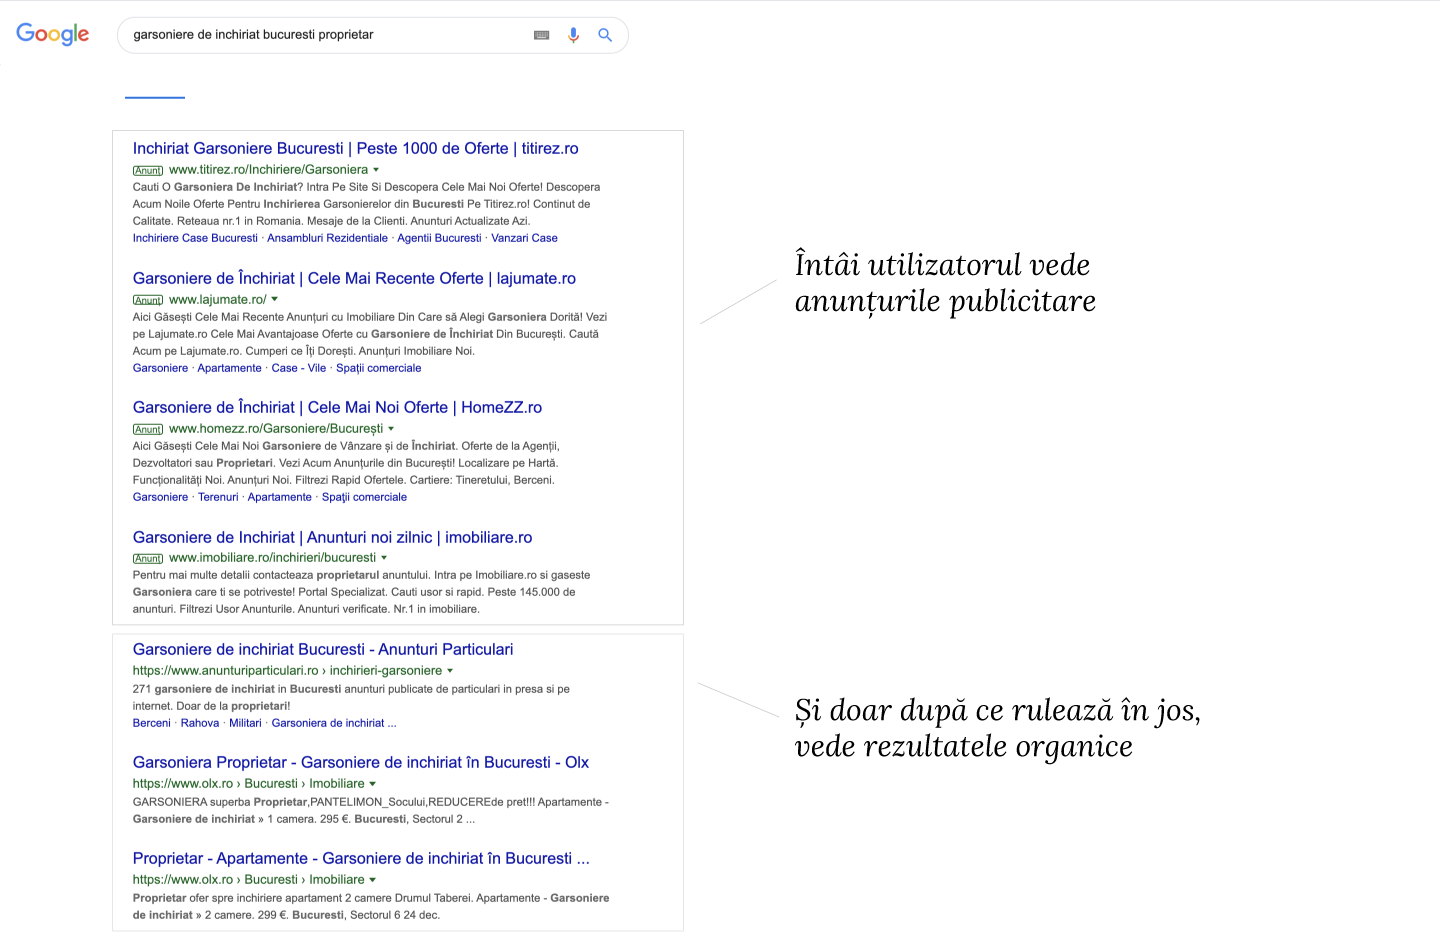 Google
garsoniere de inchiriat bucuresti proprietar
Inchiriat Garsoniere Bucuresti | Peste 1000 de Oferte | titirez.ro
Anunț www.titirez.ro/Inchiriere/Garsoniera
Cauti O Garsoniera De Inchiriat? Intra Pe Site Si Descopera Cele Mai Noi Oferte! Descopera
Acum Noile Oferte Pentru Inchirierea Garsonierelor din Bucuresti Pe Titirez.ro! Continut de
Calitate. Reteaua nr.1 in Romania. Mesaje de la Clienti. Anunturi Actualizate Azi.
Inchiriere Case Bucuresti · Ansambluri Rezidentiale · Agentii Bucuresti · Vanzari Case
Garsoniere de Închiriat | Cele Mai Recente Oferte | lajumate.ro
Anunț www.lajumate.ro/
Aici Găsești Cele Mai Recente Anunțuri cu Imobiliare Din Care să Alegi Garsoniera Dorită! Vezi
pe Lajumate.ro Cele Mai Avantajoase Oferte cu Garsoniere de Închiriat Din București. Caută
Acum pe Lajumate.ro. Cumperi ce Îți Dorești. Anunțuri Imobiliare Noi.
Garsoniere · Apartamente · Case - Vile · Spații comerciale
Garsoniere de Închiriat | Cele Mai Noi Oferte | HomeZZ.ro
Anunț www.homezz.ro/Garsoniere/București
Aici Găsești Cele Mai Noi Garsoniere de Vânzare și de Închiriat. Oferte de la Agenții,
Dezvoltatori sau Proprietari. Vezi Acum Anunțurile din București! Localizare pe Hartă.
Funcționalități Noi. Anunțuri Noi. Filtrezi Rapid Ofertele. Cartiere: Tineretului, Berceni.
Garsoniere · Terenuri · Apartamente · Spaţii comerciale
Garsoniere de Inchiriat | Anunturi noi zilnic | imobiliare.ro
Anunț www.imobiliare.ro/inchirieri/bucuresti
Pentru mai multe detalii contacteaza proprietarul anuntului. Intra pe Imobiliare.ro si gaseste
Garsoniera care ti se potriveste! Portal Specializat. Cauti usor si rapid. Peste 145.000 de
anunturi. Filtrezi Usor Anunturile. Anunturi verificate. Nr.1 in imobiliare.
Întâi utilizatorul vede
anunțurile publicitare
Garsoniere de inchiriat Bucuresti - Anunturi Particulari
https://www.anunturiparticulari.ro › inchirieri-garsoniere
271 garsoniere de inchiriat in Bucuresti anunturi publicate de particulari in presa si pe
internet. Doar de la proprietari!
Berceni · Rahova · Militari · Garsoniera de inchiriat ...
Garsoniera Proprietar - Garsoniere de inchiriat în Bucuresti - Olx
https://www.olx.ro › Bucuresti › Imobiliare
GARSONIERA superba Proprietar,PANTELIMON_Socului,REDUCEREde pret!!! Apartamente -
Garsoniere de inchiriat » 1 camera. 295 €. Bucuresti, Sectorul 2 ...
Proprietar - Apartamente - Garsoniere de inchiriat în Bucuresti ...
https://www.olx.ro › Bucuresti › Imobiliare
Proprietar ofer spre inchiriere apartament 2 camere Drumul Taberei. Apartamente - Garsoniere
de inchiriat » 2 camere. 299 €. Bucuresti, Sectorul 6 24 dec.
Și doar după ce rulează în jos,
vede rezultatele organice